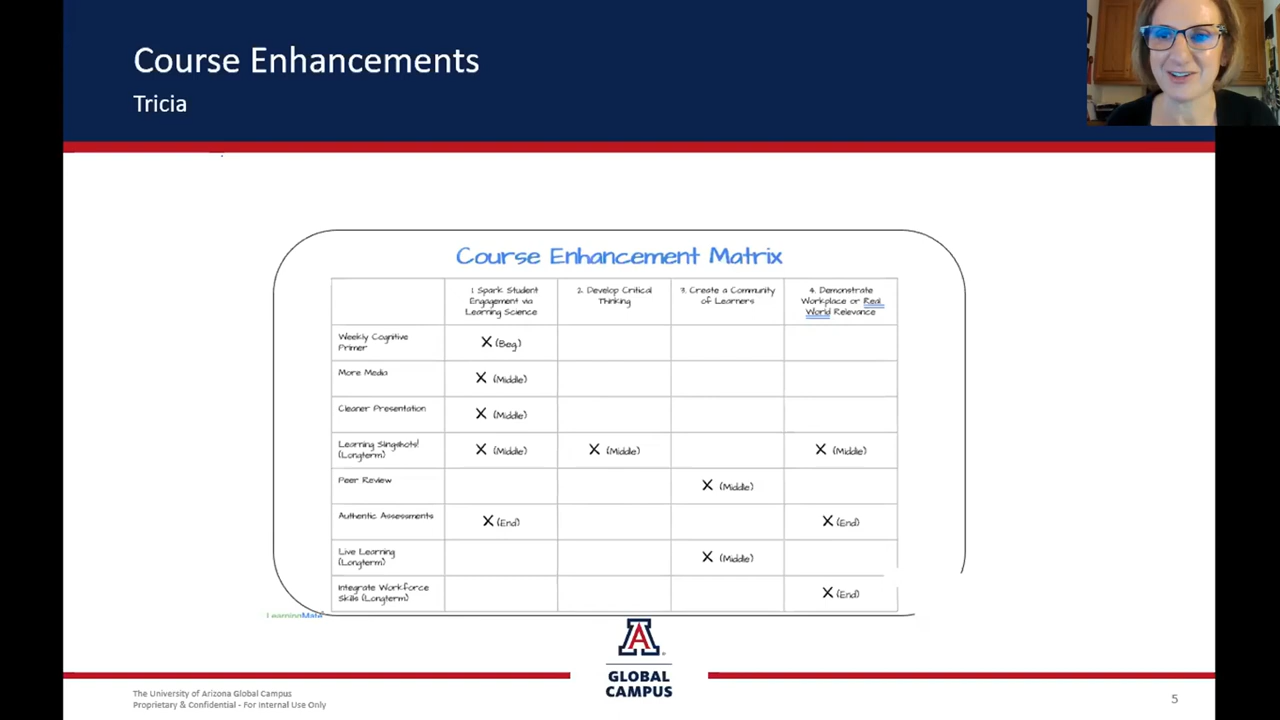 Course Enhancements
Tricia
Course Enhancement Matrix
1. Spark Student
Engagement via
Learning Science
2. Develop Critical
Thinking
3. Create a Community
of Learners
4. Demonstrate
Workplace or Real
World Relevance
Weekly Cognitive
Primer
X (Beg.)
More Media
X (Middle)
Cleaner Presentation
X (Middle)
Learning Slingshots!
(Longterm)
X (Middle)
X (Middle)
X (Middle)
Peer Review
X (Middle)
Authentic Assessments
X (End)
X (End)
Live Learning
(Longterm)
X (Middle)
Integrate Workforce
Skills (Longterm)
X (End)
LearningMate
A
GLOBAL
CAMPUS
The University of Arizona Global Campus
Proprietary & Confidential - For Internal Use Only
5